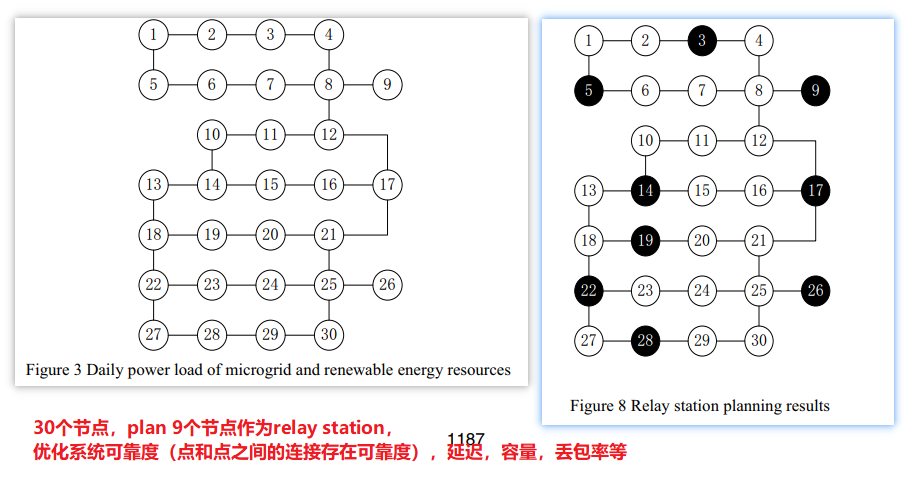 1 2 3 4
5 6 7 8 9
10 11 12
13 14 15 16 17
18 19 20 21
22 23 24 25 26
27 28 29 30
Figure 3 Daily power load of microgrid and renewable energy resources
1 2 3 4
5 6 7 8 9
10 11 12
13 14 15 16 17
18 19 20 21
22 23 24 25 26
27 28 29 30
Figure 8 Relay station planning results
30个节点，plan 9个节点作为relay station，
1187
优化系统可靠度（点和点之间的连接存在可靠度），延迟，容量，丢包率等